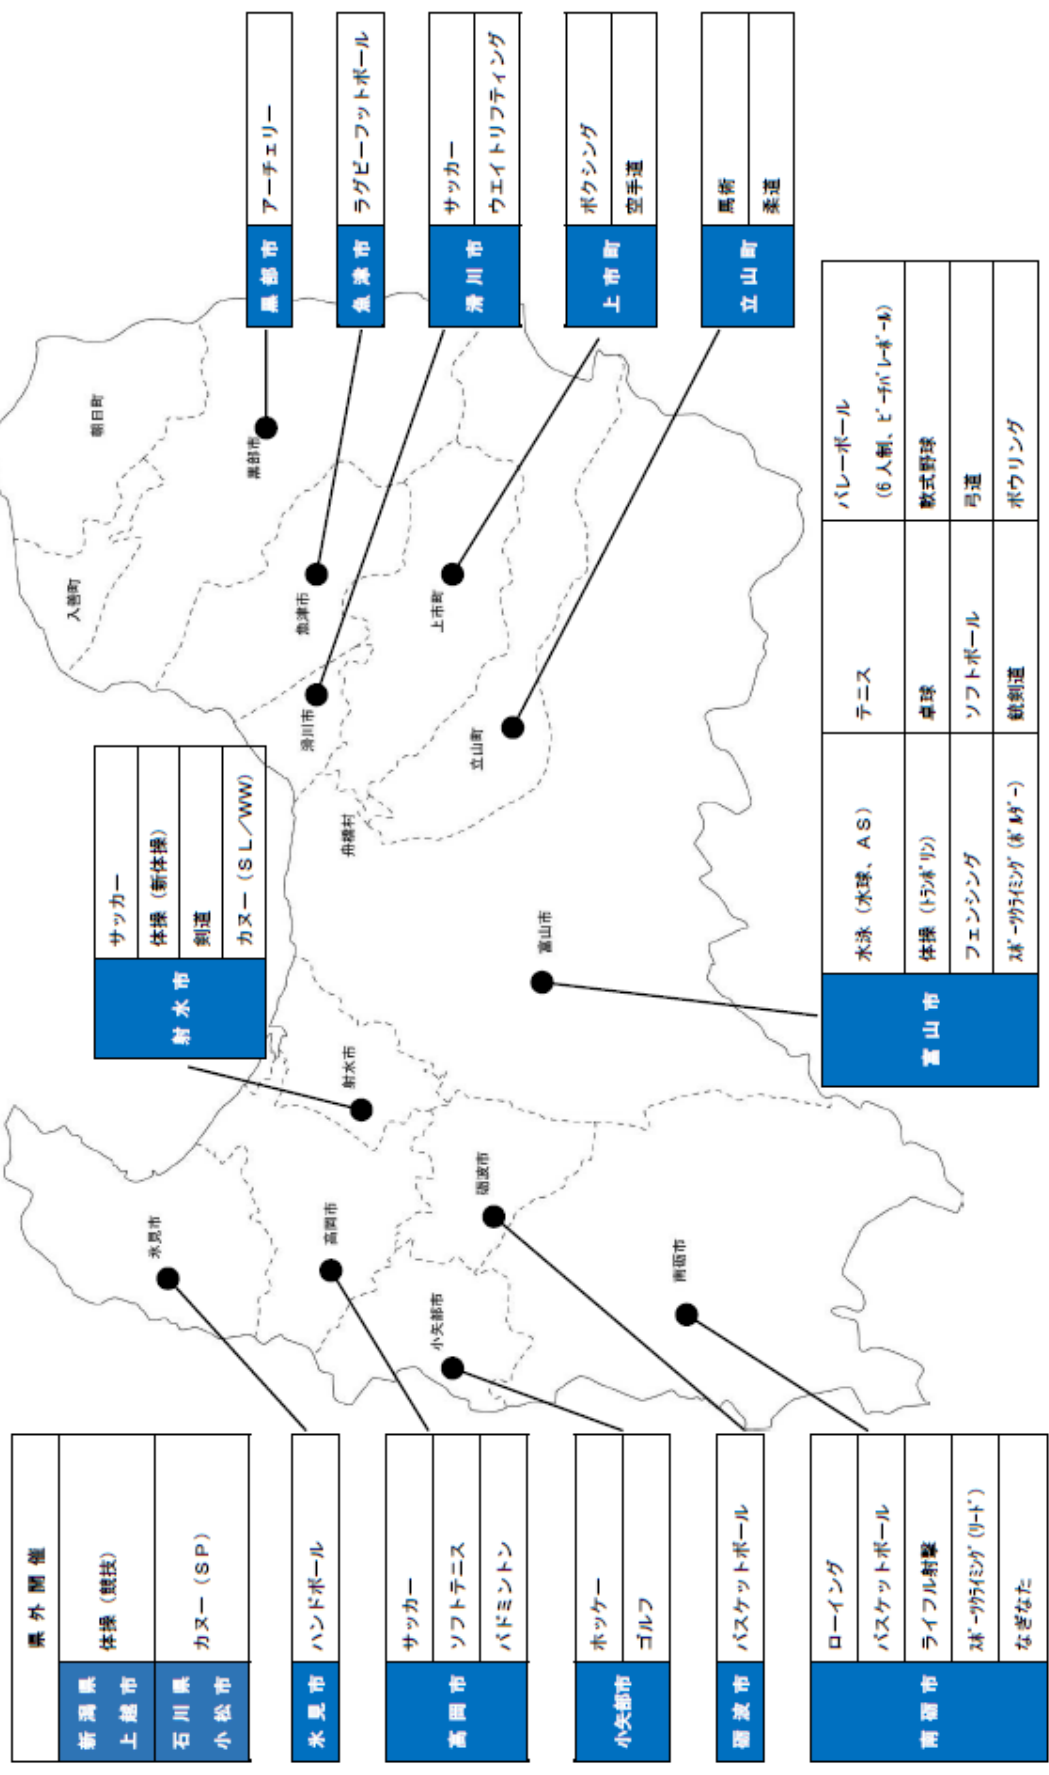 県外開催
新潟県
上越市
体操（競技）
石川県
小松市
カヌー（ＳＰ）
氷見市
ハンドボール
高岡市
サッカー
ソフトテニス
バドミントン
小矢部市
ホッケー
ゴルフ
砺波市
バスケットボール
南砺市
ローイング
バスケットボール
ライフル射撃
ｽﾎﾟｰﾂｸﾗｲﾐﾝｸﾞ（ﾘｰﾄﾞ）
なぎなた
射水市
サッカー
体操（新体操）
剣道
カヌー（ＳＬ／ＷＷ）
黒部市
アーチェリー
魚津市
ラグビーフットボール
滑川市
サッカー
ウエイトリフティング
上市町
ボクシング
空手道
立山町
馬術
柔道
富山市
水泳（水球、ＡＳ）
テニス
バレーボール
（６人制、ﾋﾞｰﾁﾊﾞﾚｰﾎﾞｰﾙ）
体操（ﾄﾗﾝﾎﾟﾘﾝ）
卓球
軟式野球
フェンシング
ソフトボール
弓道
ｽﾎﾟｰﾂｸﾗｲﾐﾝｸﾞ（ﾎﾞﾙﾀﾞｰ）
銃剣道
ボウリング
朝日町
入善町
黒部市
魚津市
滑川市
上市町
立山町
舟橋村
富山市
射水市
氷見市
高岡市
砺波市
小矢部市
南砺市